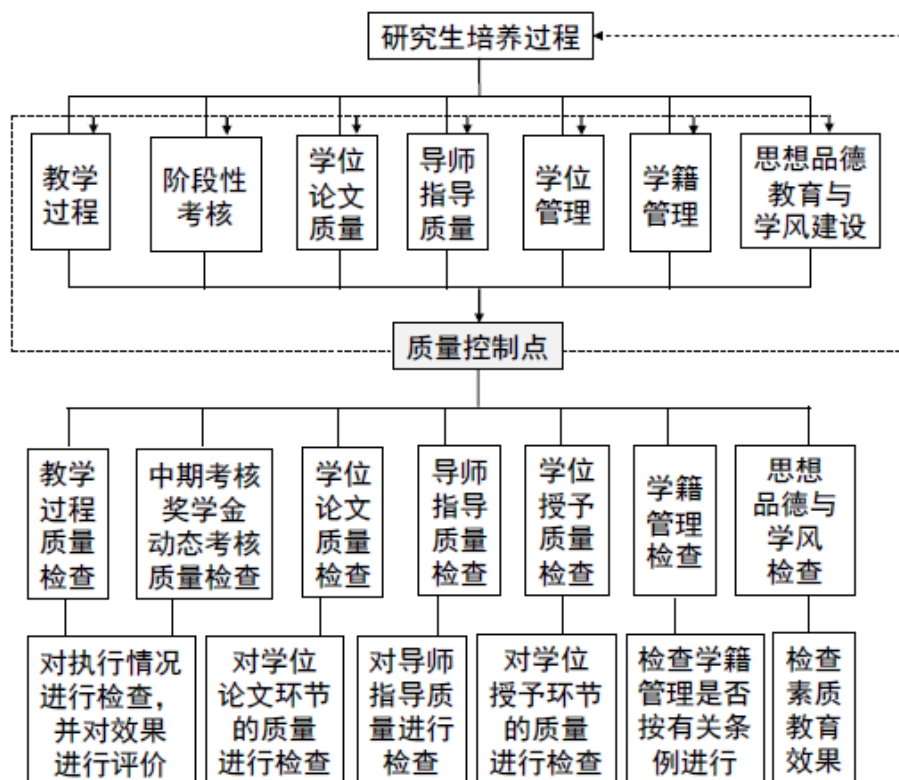 研究生培养过程
教学
过程
阶段性
考核
学位
论文
质量
导师
指导
质量
学位
管理
学籍
管理
思想品德
教育与
学风建设
质量控制点
教学
过程
质量
检查
中期考核
奖学金
动态考核
质量检查
学位
论文
质量
检查
导师
指导
质量
检查
学位
授予
质量
检查
学籍
管理
检查
思想
品德与
学风
检查
对执行情况
进行检查,
并对效果
进行评价
对学位
论文环节
的质量
进行检查
对导师
指导质
量进行
检查
对学位
授予环节
的质量
进行检查
检查学籍
管理是否
按有关条
例进行
检查
素质
教育
效果